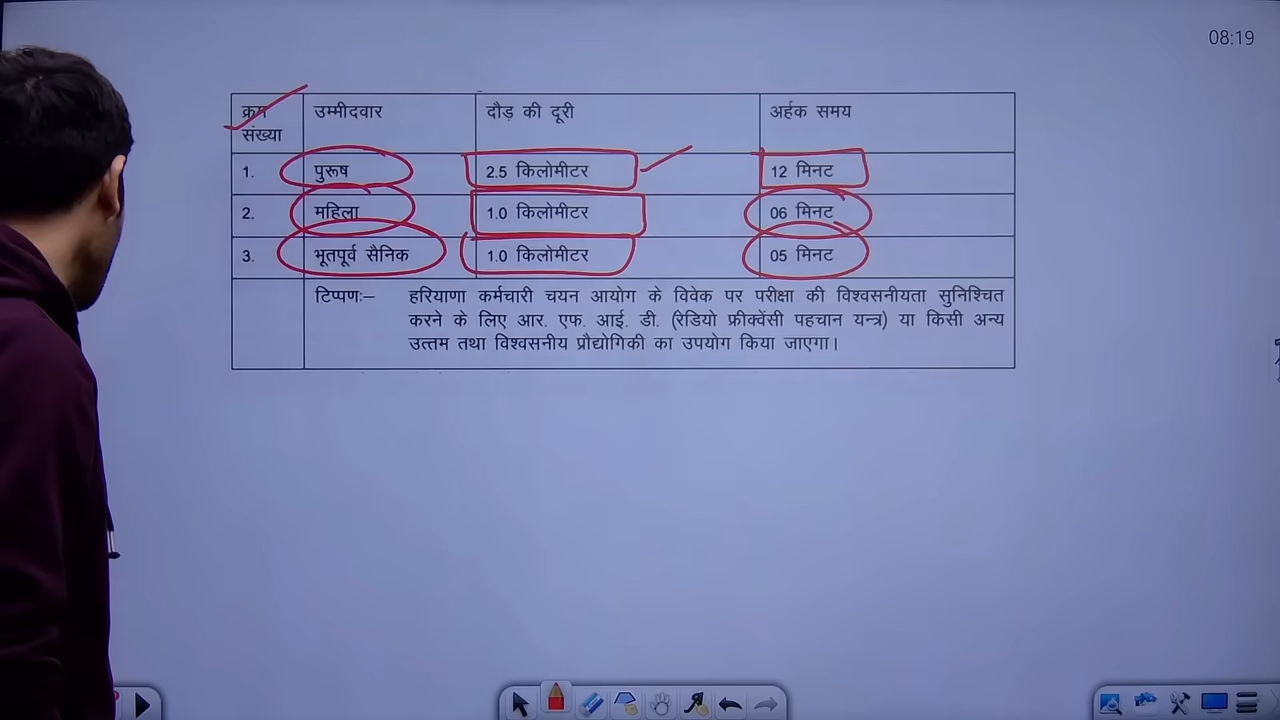 08:19
क्रम उम्मीदवार दौड़ की दूरी अर्हक समय
संख्या
1. पुरूष 2.5 किलोमीटर 12 मिनट
2. महिला 1.0 किलोमीटर 06 मिनट
3. भूतपूर्व सैनिक 1.0 किलोमीटर 05 मिनट
टिप्पणः– हरियाणा कर्मचारी चयन आयोग के विवेक पर परीक्षा की विश्वसनीयता सुनिश्चित
करने के लिए आर. एफ. आई. डी. (रेडियो फ्रीक्वेंसी पहचान यन्त्र) या किसी अन्य
उत्तम तथा विश्वसनीय प्रौद्योगिकी का उपयोग किया जाएगा।